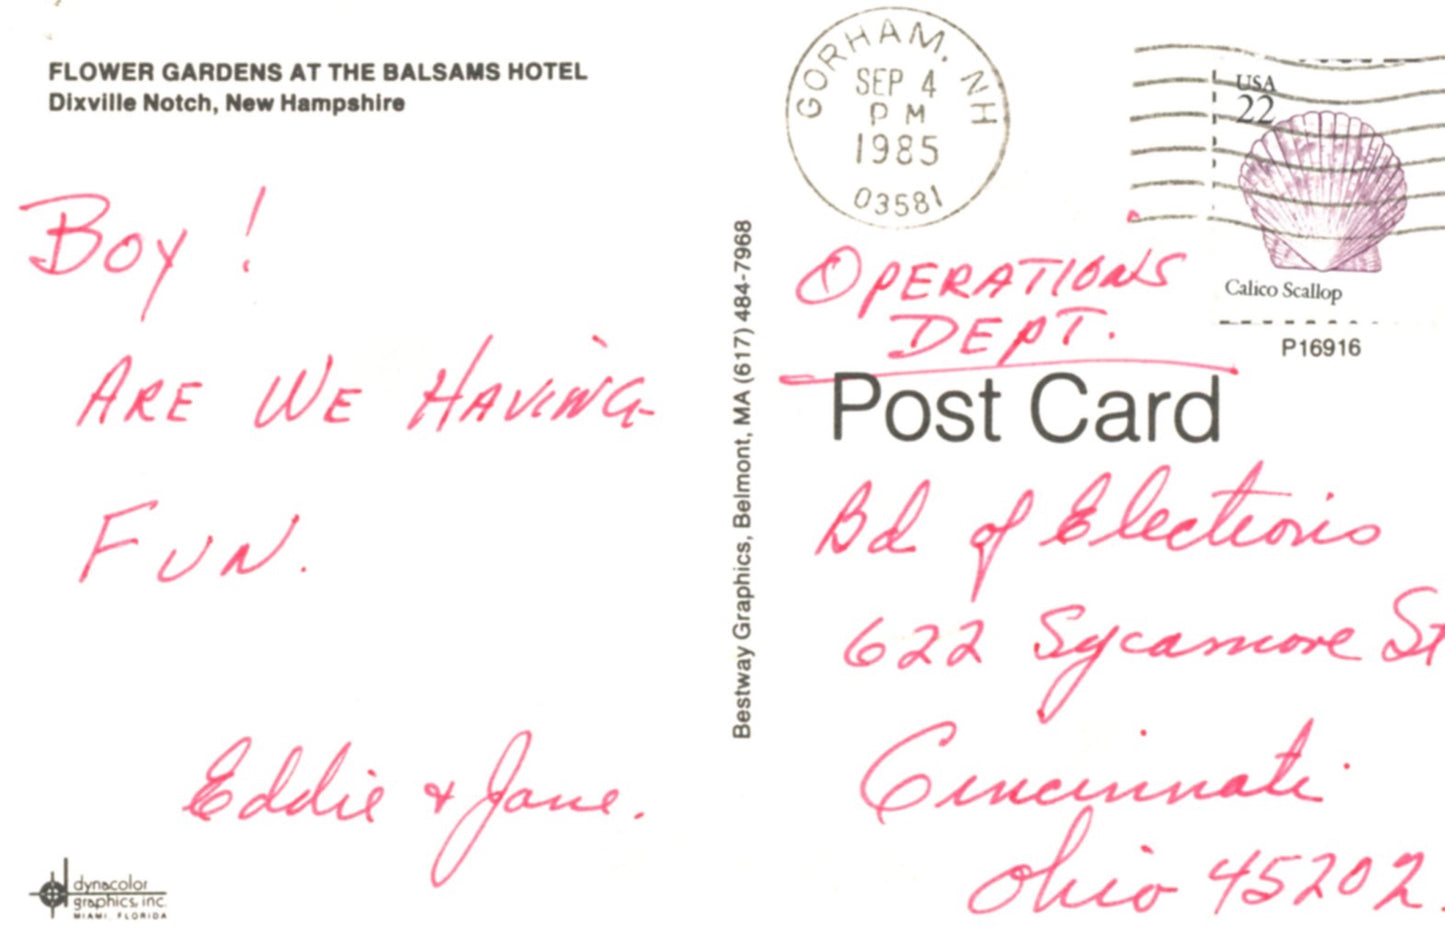 FLOWER GARDENS AT THE BALSAMS HOTEL
Dixville Notch, New Hampshire
Boy!
ARE WE HAVING
FUN.
Eddie & Jane.
dynacolor
graphics, inc.
MIAMI, FLORIDA
Bestway Graphics, Belmont, MA (617) 484-7968
GORHAM, NH
SEP 4
PM
1985
03581
USA
22
Calico Scallop
P16916
OPERATIONS
DEPT.
Post Card
Bd of Elections
622 Sycamore St
Cincinnati
Ohio 45202.